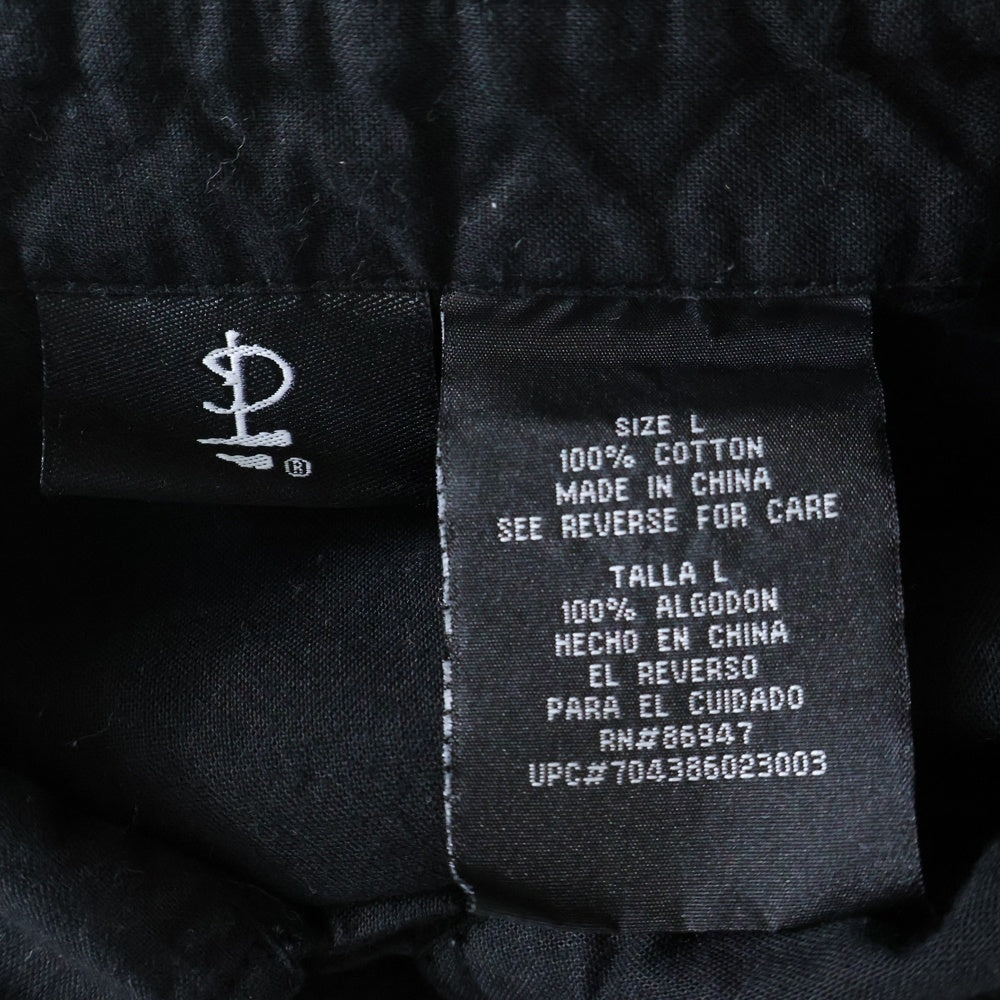 ®
SIZE L
100% COTTON
MADE IN CHINA
SEE REVERSE FOR CARE
TALLA L
100% ALGODON
HECHO EN CHINA
EL REVERSO
PARA EL CUIDADO
RN#86947
UPC#704386023003